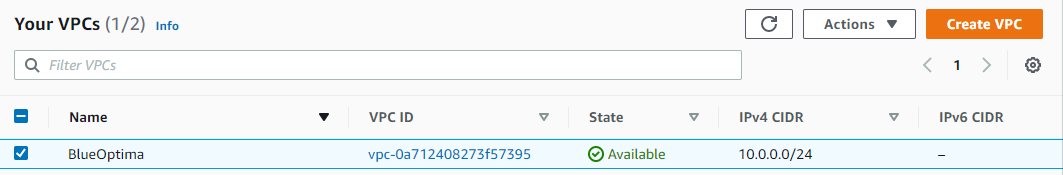 Your VPCs (1/2) Info Actions Create VPC
Filter VPCs 1
Name VPC ID State IPv4 CIDR IPv6 CIDR
BlueOptima vpc-0a712408273f57395 Available 10.0.0.0/24 –